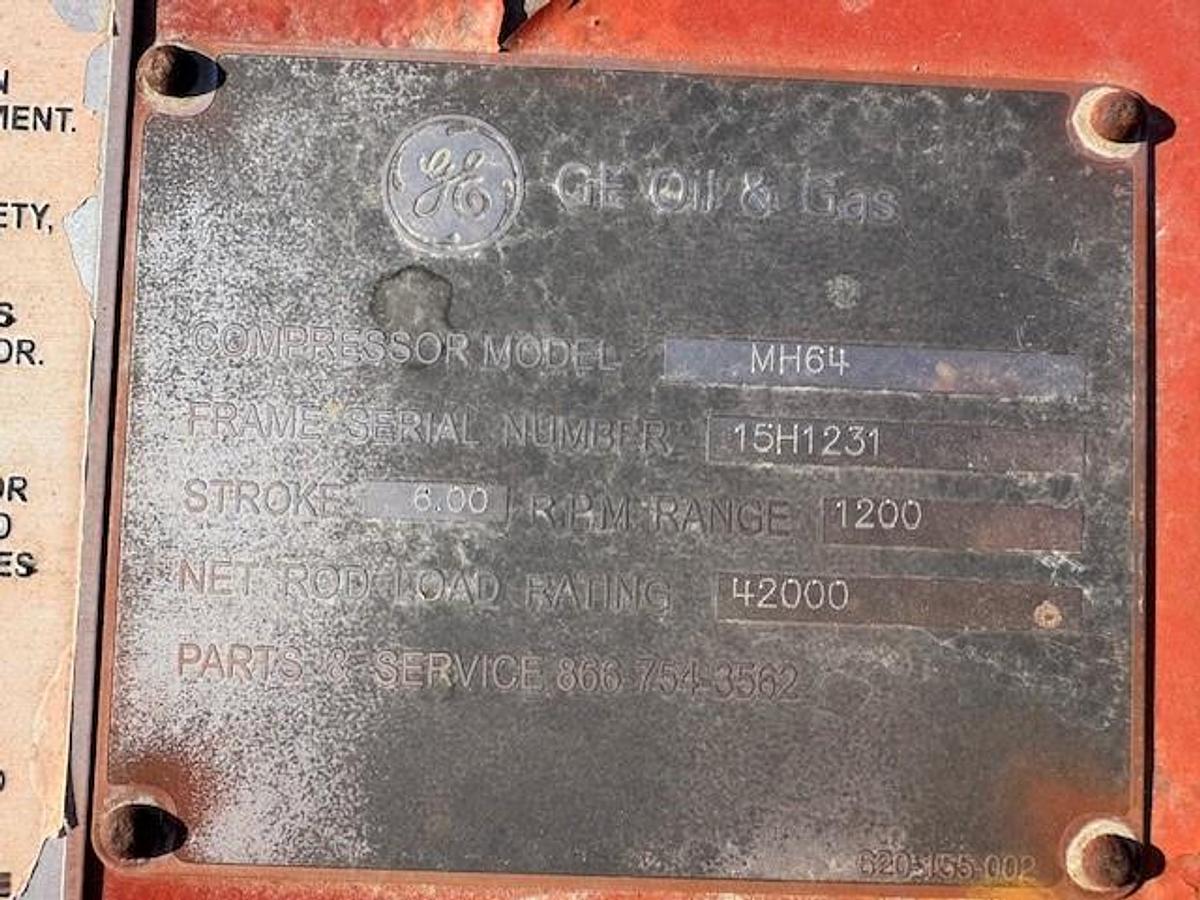 N
MENT.
ETY,
S
OR.
OR
O
ES
GE
GE Oil & Gas
COMPRESSOR MODEL MH64
FRAME SERIAL NUMBER 15H1231
STROKE 6.00 R.P.M RANGE 1200
NET ROD LOAD RATING 42000
PARTS & SERVICE 866 754-3562
620-155-002